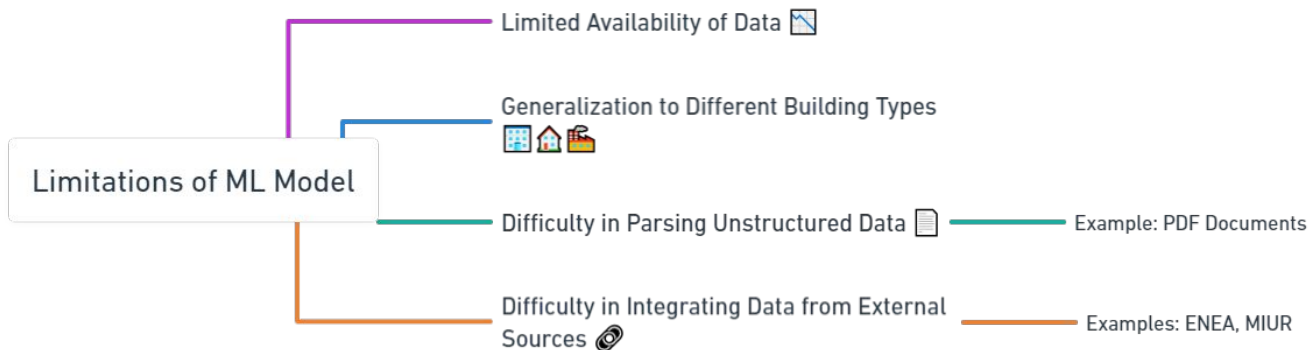 Limited Availability of Data
Generalization to Different Building Types
Limitations of ML Model
Difficulty in Parsing Unstructured Data
Example: PDF Documents
Difficulty in Integrating Data from External
Sources
Examples: ENEA, MIUR